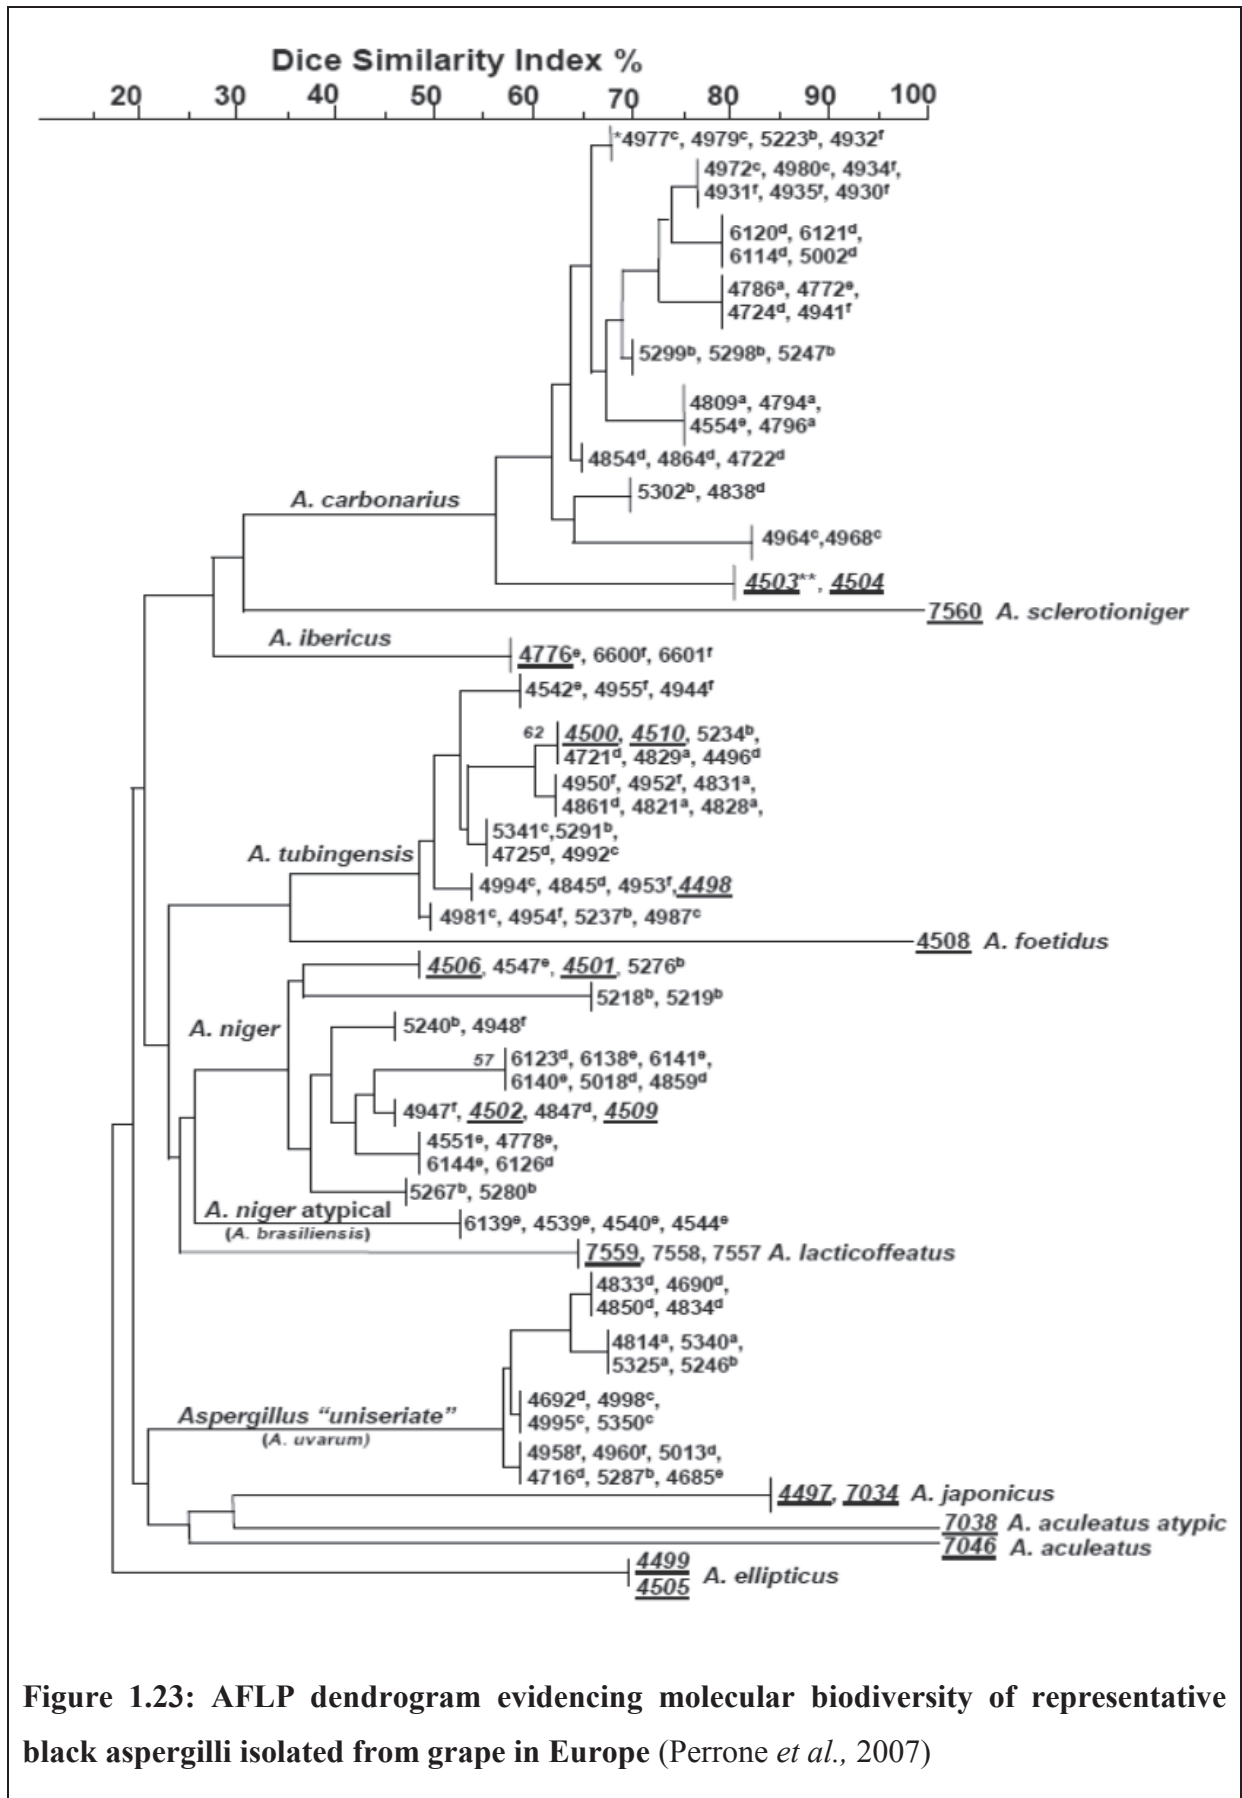 Dice Similarity Index %
20 30 40 50 60 70 80 90 100
*4977ᶜ, 4979ᶜ, 5223ᵇ, 4932ᶠ
4972ᶜ, 4980ᶜ, 4934ᶠ,
4931ᶠ, 4935ᶠ, 4930ᶠ
6120ᵈ, 6121ᵈ,
6114ᵈ, 5002ᵈ
4786ᵃ, 4772ᵉ,
4724ᵈ, 4941ᶠ
5299ᵇ, 5298ᵇ, 5247ᵇ
4809ᵃ, 4794ᵃ,
4554ᵉ, 4796ᵃ
4854ᵈ, 4864ᵈ, 4722ᵈ
5302ᵇ, 4838ᵈ
A. carbonarius
4964ᶜ,4968ᶜ
4503**, 4504
7560 A. sclerotioniger
A. ibericus
4776ᵉ, 6600ᶠ, 6601ᶠ
4542ᵉ, 4955ᶠ, 4944ᶠ
62 4500, 4510, 5234ᵇ,
4721ᵈ, 4829ᵃ, 4496ᵈ
4950ᶠ, 4952ᶠ, 4831ᵃ,
4861ᵈ, 4821ᵃ, 4828ᵃ,
5341ᶜ,5291ᵇ,
4725ᵈ, 4992ᶜ
A. tubingensis
4994ᶜ, 4845ᵈ, 4953ᶠ,4498
4981ᶜ, 4954ᶠ, 5237ᵇ, 4987ᶜ
4508 A. foetidus
4506, 4547ᵉ, 4501, 5276ᵇ
5218ᵇ, 5219ᵇ
A. niger
5240ᵇ, 4948ᶠ
57 6123ᵈ, 6138ᵉ, 6141ᵉ,
6140ᵉ, 5018ᵈ, 4859ᵈ
4947ᶠ, 4502, 4847ᵈ, 4509
4551ᵉ, 4778ᵉ,
6144ᵉ, 6126ᵈ
5267ᵇ, 5280ᵇ
A. niger atypical
(A. brasiliensis)
6139ᵉ, 4539ᵉ, 4540ᵉ, 4544ᵉ
7559, 7558, 7557 A. lacticoffeatus
4833ᵈ, 4690ᵈ,
4850ᵈ, 4834ᵈ
4814ᵃ, 5340ᵃ,
5325ᵃ, 5246ᵇ
4692ᵈ, 4998ᶜ,
4995ᶜ, 5350ᶜ
Aspergillus “uniseriate”
(A. uvarum)
4958ᶠ, 4960ᶠ, 5013ᵈ,
4716ᵈ, 5287ᵇ, 4685ᵉ
4497, 7034 A. japonicus
7038 A. aculeatus atypic
7046 A. aculeatus
4499
4505 A. ellipticus
Figure 1.23: AFLP dendrogram evidencing molecular biodiversity of representative
black aspergilli isolated from grape in Europe (Perrone et al., 2007)